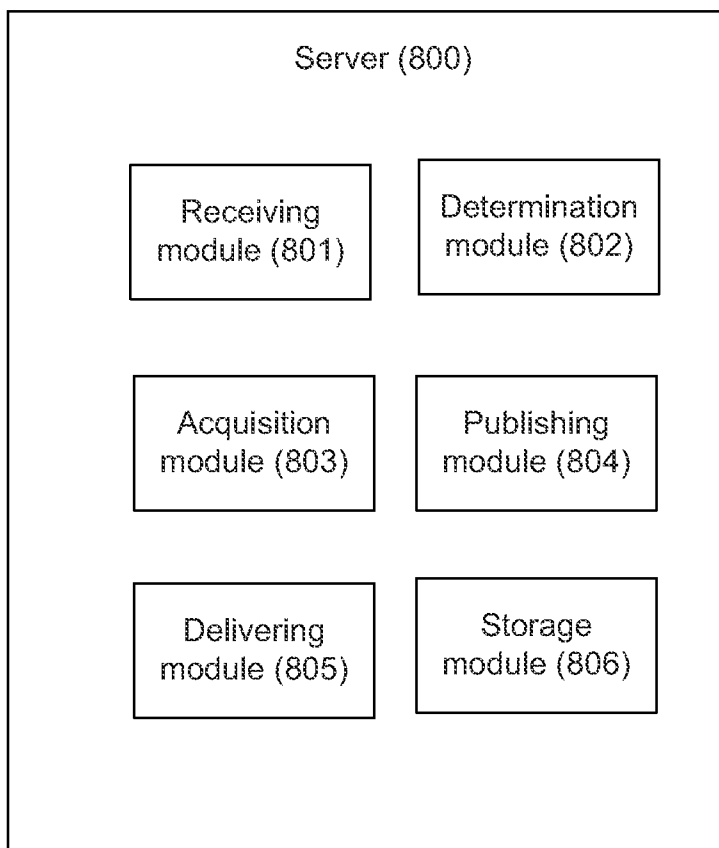 Server (800)
Receiving
module (801)
Determination
module (802)
Acquisition
module (803)
Publishing
module (804)
Delivering
module (805)
Storage
module (806)